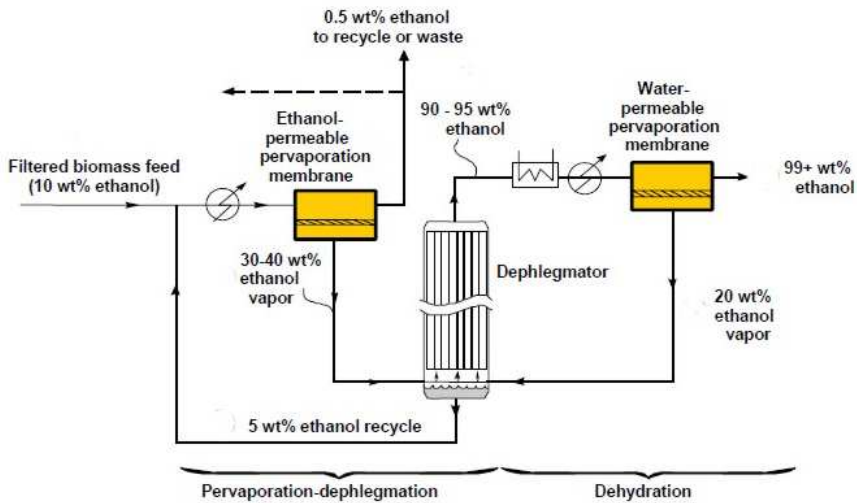 0.5 wt% ethanol
to recycle or waste
Ethanol-
permeable
pervaporation
membrane
90 - 95 wt%
ethanol
Water-
permeable
pervaporation
membrane
Filtered biomass feed
(10 wt% ethanol)
99+ wt%
ethanol
30-40 wt%
ethanol
vapor
Dephlegmator
20 wt%
ethanol
vapor
5 wt% ethanol recycle
Pervaporation-dephlegmation
Dehydration